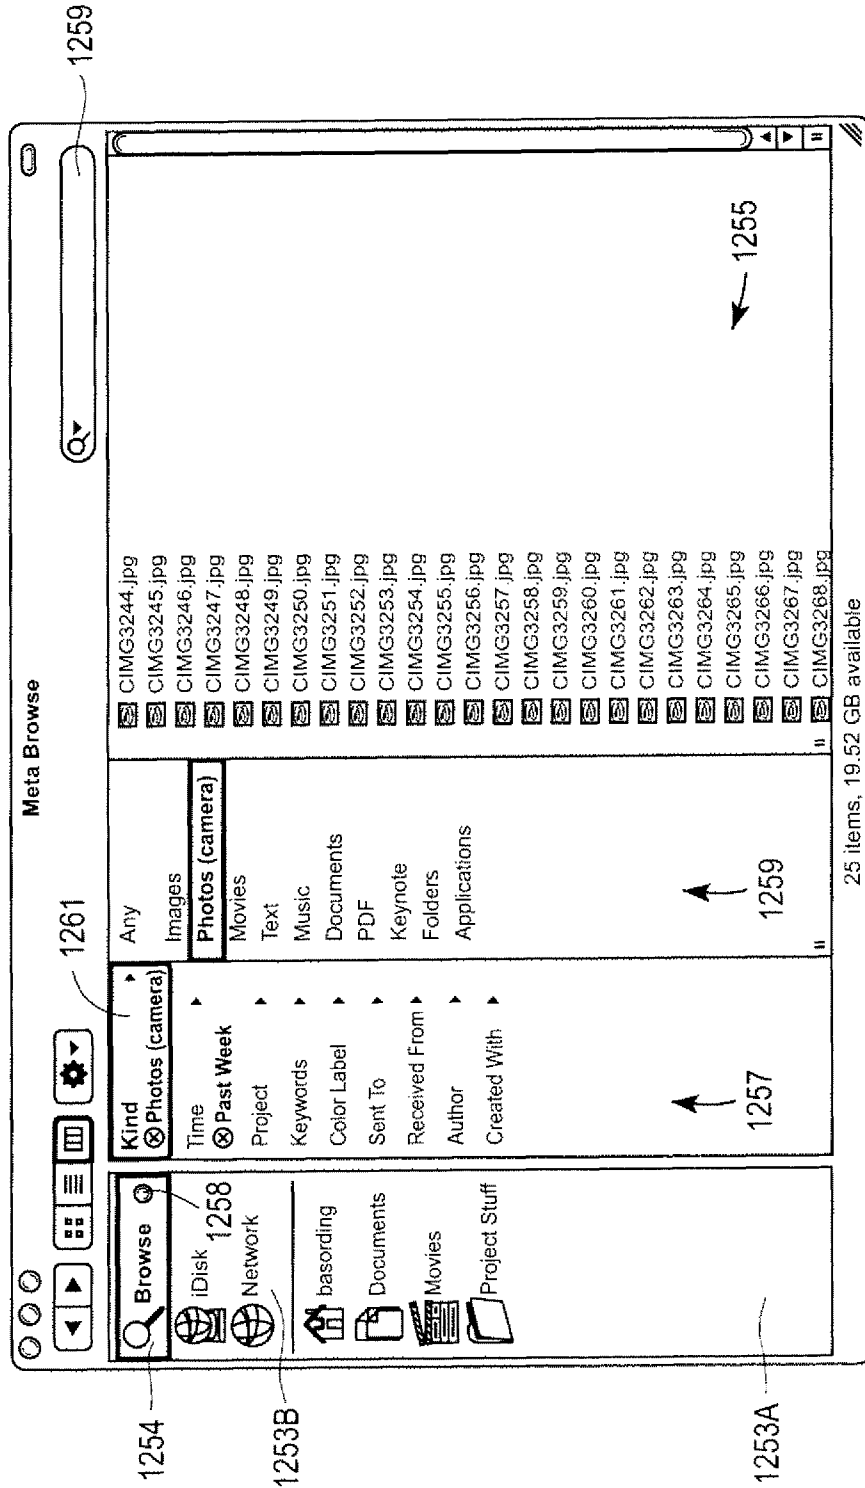 1259
Meta Browse
1261
1254
Browse
1258
iDisk
Network
1253B
basording
Documents
Movies
Project Stuff
1253A
Kind
Photos (camera)
Time
Past Week
Project
Keywords
Color Label
Sent To
Received From
Author
Created With
1257
Any
Images
Photos (camera)
Movies
Text
Music
Documents
PDF
Keynote
Folders
Applications
1259
CIMG3244.jpg
CIMG3245.jpg
CIMG3246.jpg
CIMG3247.jpg
CIMG3248.jpg
CIMG3249.jpg
CIMG3250.jpg
CIMG3251.jpg
CIMG3252.jpg
CIMG3253.jpg
CIMG3254.jpg
CIMG3255.jpg
CIMG3256.jpg
CIMG3257.jpg
CIMG3258.jpg
CIMG3259.jpg
CIMG3260.jpg
CIMG3261.jpg
CIMG3262.jpg
CIMG3263.jpg
CIMG3264.jpg
CIMG3265.jpg
CIMG3266.jpg
CIMG3267.jpg
CIMG3268.jpg
1255
25 items, 19.52 GB available